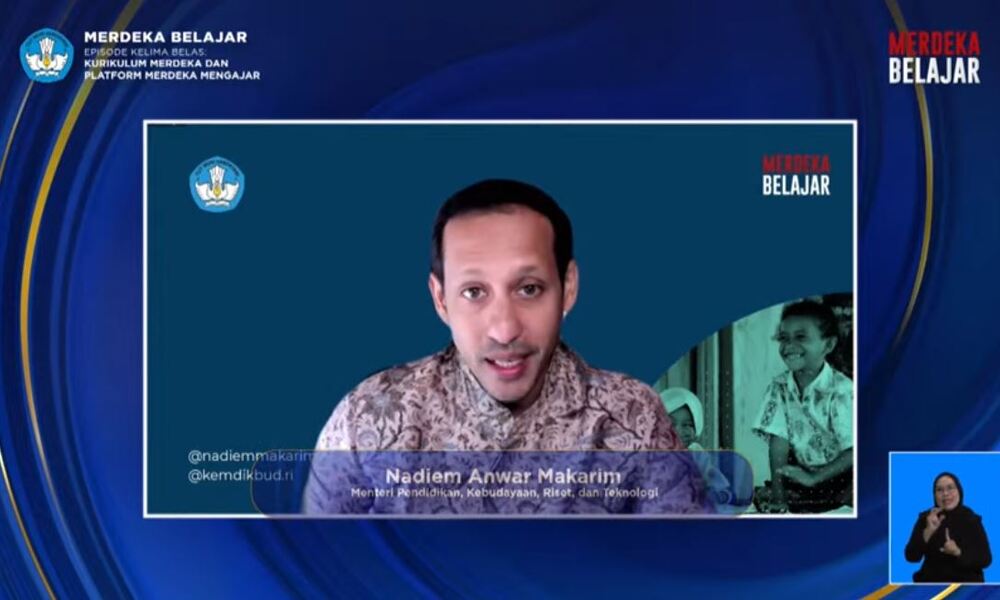 MERDEKA BELAJAR
EPISODE KELIMA BELAS:
KURIKULUM MERDEKA DAN
PLATFORM MERDEKA MENGAJAR
MERDEKA
BELAJAR
MERDEKA
BELAJAR
@nadiemmakarim
@kemdikbud.ri
Nadiem Anwar Makarim
Menteri Pendidikan, Kebudayaan, Riset, dan Teknologi